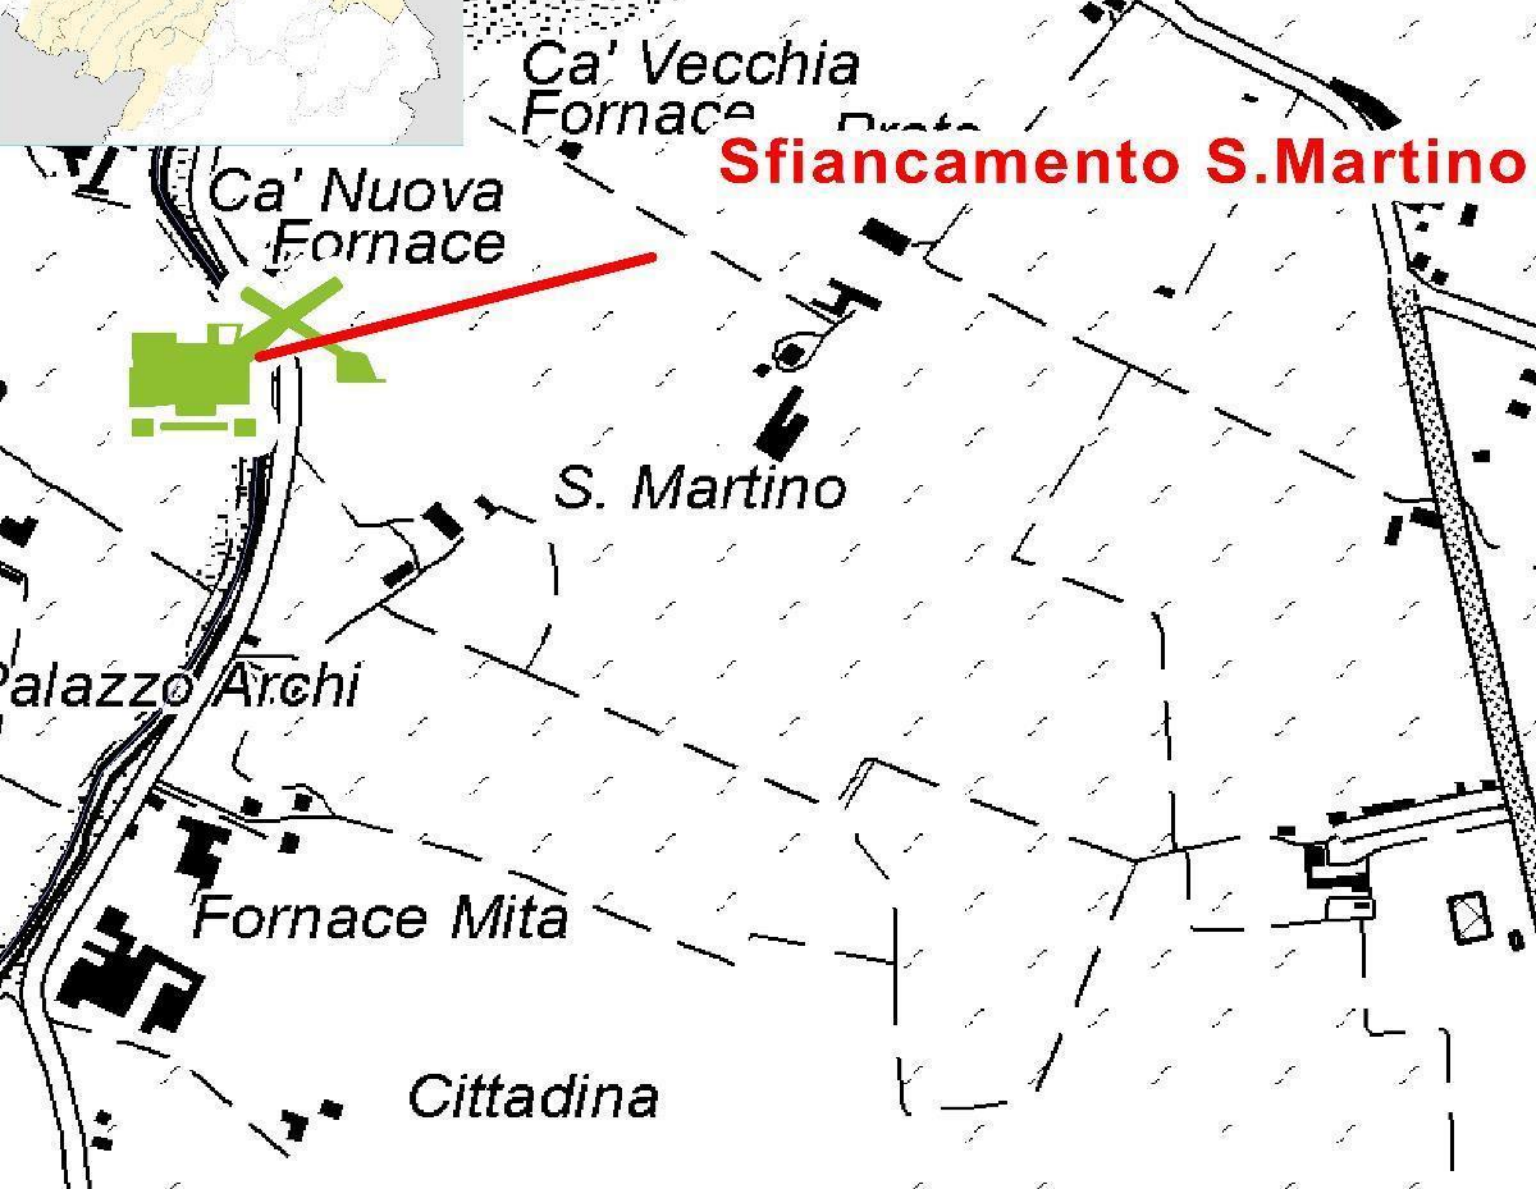 Ca' Vecchia
Fornace
Sfiancamento S.Martino
Ca' Nuova
Fornace
S. Martino
Palazzo Archi
Fornace Mita
Cittadina